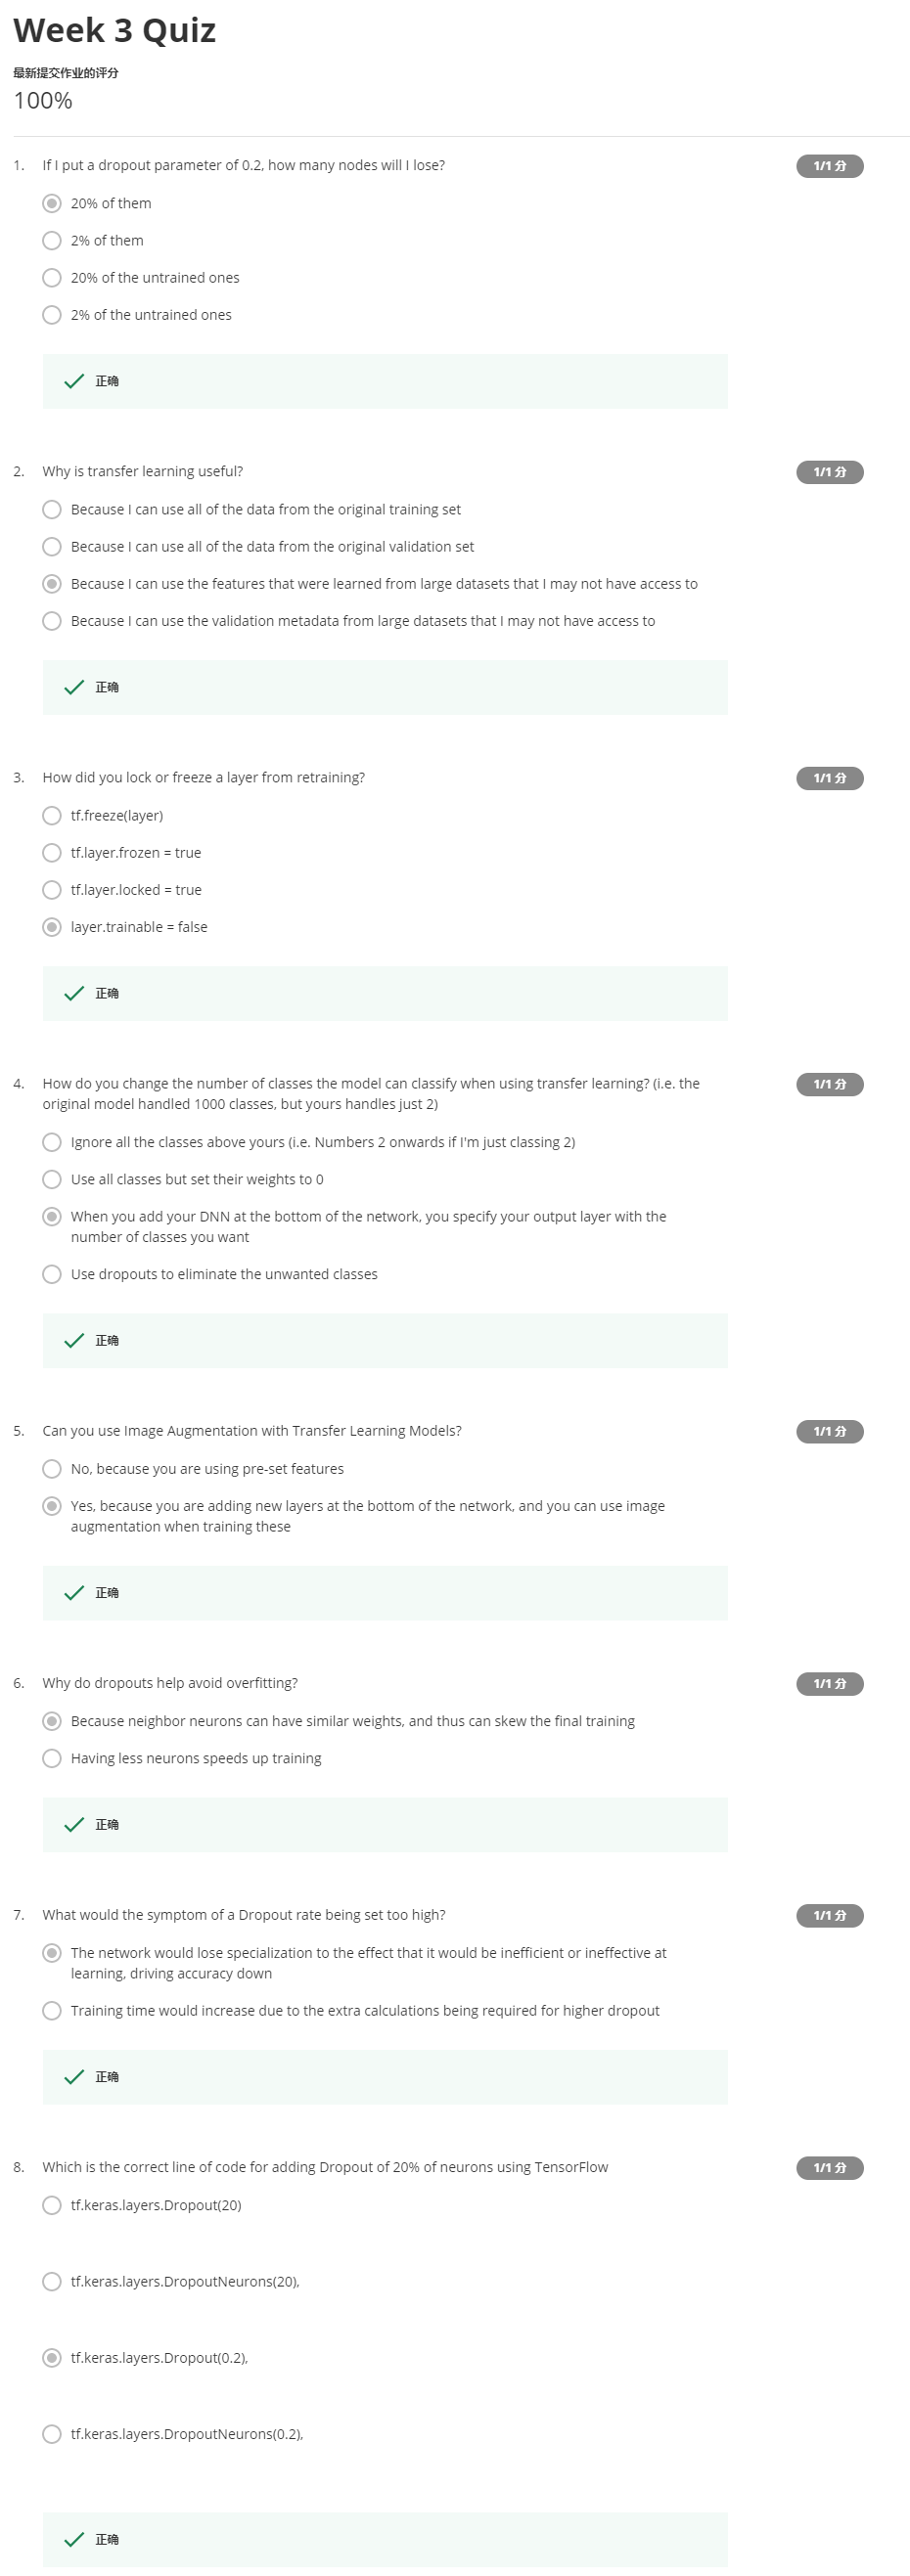 Week 3 Quiz
最新提交作业的评分
100%
1. If I put a dropout parameter of 0.2, how many nodes will I lose? 1/1 分
20% of them
2% of them
20% of the untrained ones
2% of the untrained ones
正确
2. Why is transfer learning useful? 1/1 分
Because I can use all of the data from the original training set
Because I can use all of the data from the original validation set
Because I can use the features that were learned from large datasets that I may not have access to
Because I can use the validation metadata from large datasets that I may not have access to
正确
3. How did you lock or freeze a layer from retraining? 1/1 分
tf.freeze(layer)
tf.layer.frozen = true
tf.layer.locked = true
layer.trainable = false
正确
4. How do you change the number of classes the model can classify when using transfer learning? (i.e. the 1/1 分
original model handled 1000 classes, but yours handles just 2)
Ignore all the classes above yours (i.e. Numbers 2 onwards if I'm just classing 2)
Use all classes but set their weights to 0
When you add your DNN at the bottom of the network, you specify your output layer with the
number of classes you want
Use dropouts to eliminate the unwanted classes
正确
5. Can you use Image Augmentation with Transfer Learning Models? 1/1 分
No, because you are using pre-set features
Yes, because you are adding new layers at the bottom of the network, and you can use image
augmentation when training these
正确
6. Why do dropouts help avoid overfitting? 1/1 分
Because neighbor neurons can have similar weights, and thus can skew the final training
Having less neurons speeds up training
正确
7. What would the symptom of a Dropout rate being set too high? 1/1 分
The network would lose specialization to the effect that it would be inefficient or ineffective at
learning, driving accuracy down
Training time would increase due to the extra calculations being required for higher dropout
正确
8. Which is the correct line of code for adding Dropout of 20% of neurons using TensorFlow 1/1 分
tf.keras.layers.Dropout(20)
tf.keras.layers.DropoutNeurons(20),
tf.keras.layers.Dropout(0.2),
tf.keras.layers.DropoutNeurons(0.2),
正确